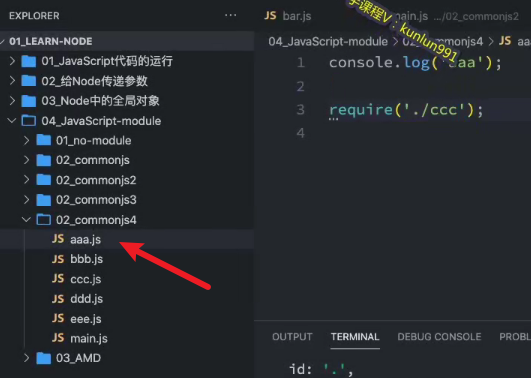 EXPLORER
···
01_LEARN-NODE
01_JavaScript代码的运行
02_给Node传递参数
03_Node中的全局对象
04_JavaScript-module
01_no-module
02_commonjs
02_commonjs2
02_commonjs3
02_commonjs4
JS aaa.js
JS bbb.js
JS ccc.js
JS ddd.js
JS eee.js
JS main.js
03_AMD
JS bar.js
main.js .../02_commonjs2
学课程V：kunlun991
04_JavaScript-module > 02_commonjs4 > JS aaa
1 console.log('aaa');
2
3 require('./ccc');
4
OUTPUT TERMINAL DEBUG CONSOLE PROBL
id: '.',